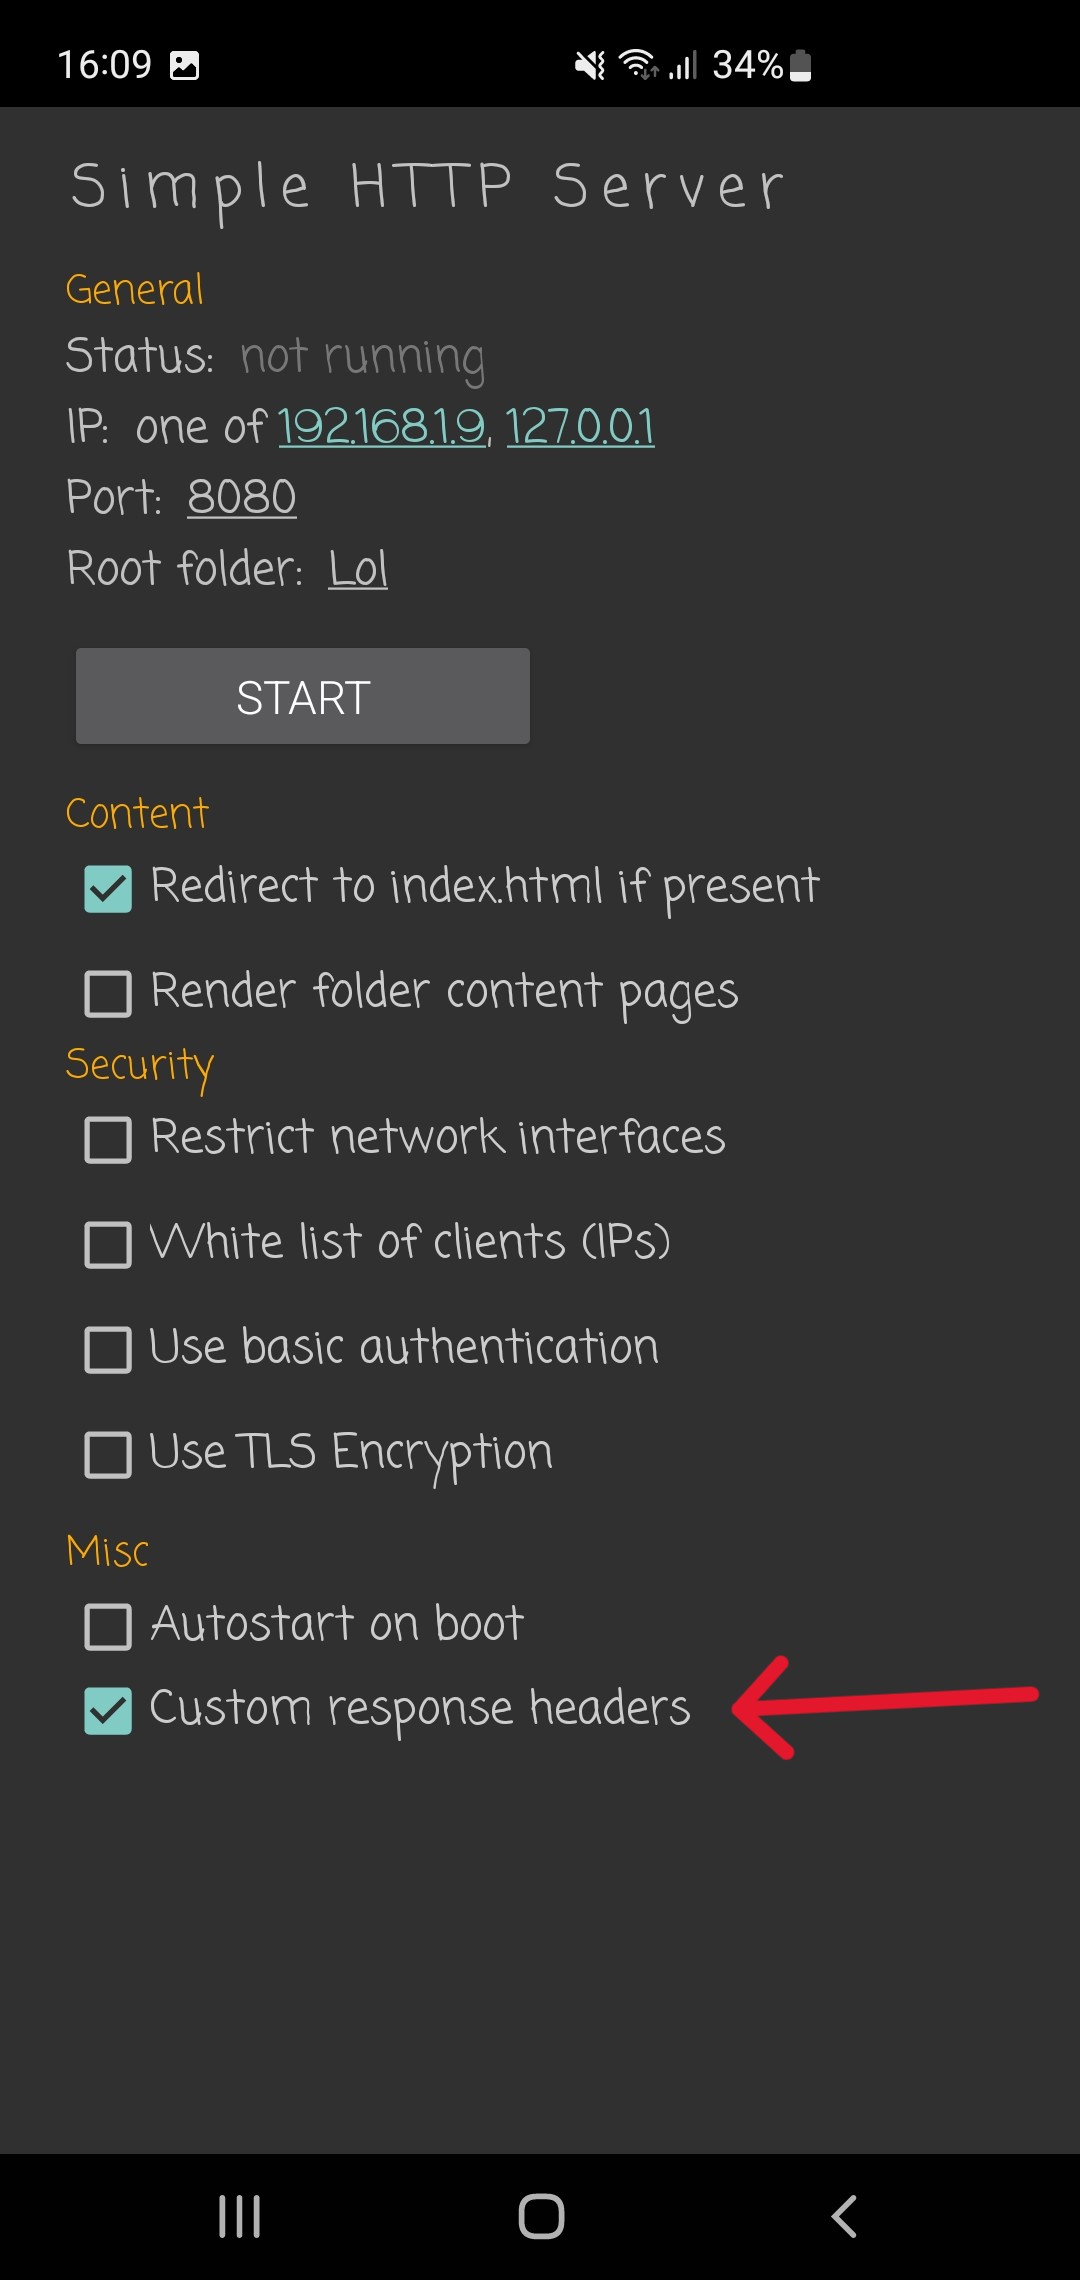 16:09 34%
Simple HTTP Server
General
Status: not running
IP: one of 192.168.1.9, 127.0.0.1
Port: 8080
Root folder: Lol
START
Content
Redirect to index.html if present
Render folder content pages
Security
Restrict network interfaces
White list of clients (IPs)
Use basic authentication
Use TLS Encryption
Misc
Autostart on boot
Custom response headers